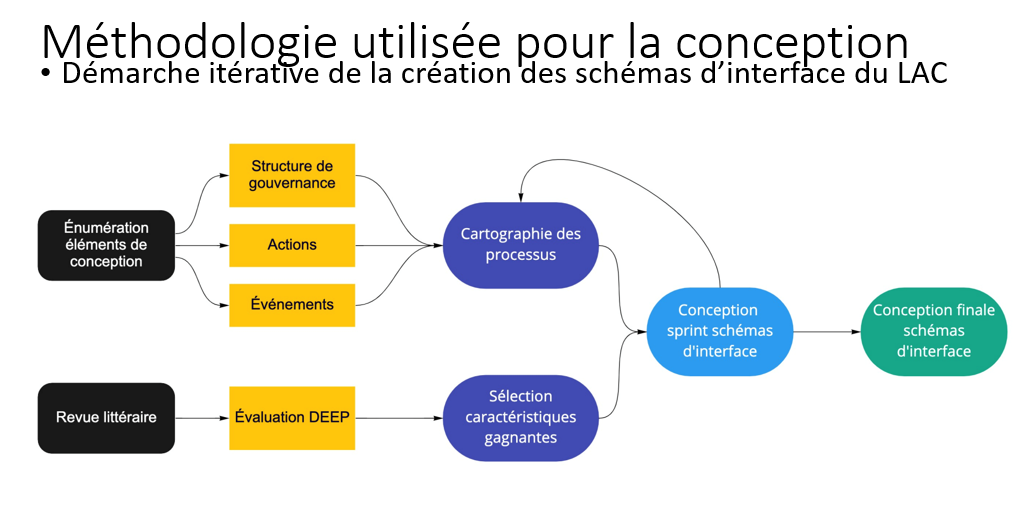 Méthodologie utilisée pour la conception
• Démarche itérative de la création des schémas d’interface du LAC
Structure de
gouvernance
Énumération
éléments de
conception
Actions
Événements
Cartographie des
processus
Conception
sprint schémas
d'interface
Conception finale
schémas
d'interface
Revue littéraire
Évaluation DEEP
Sélection
caractéristiques
gagnantes